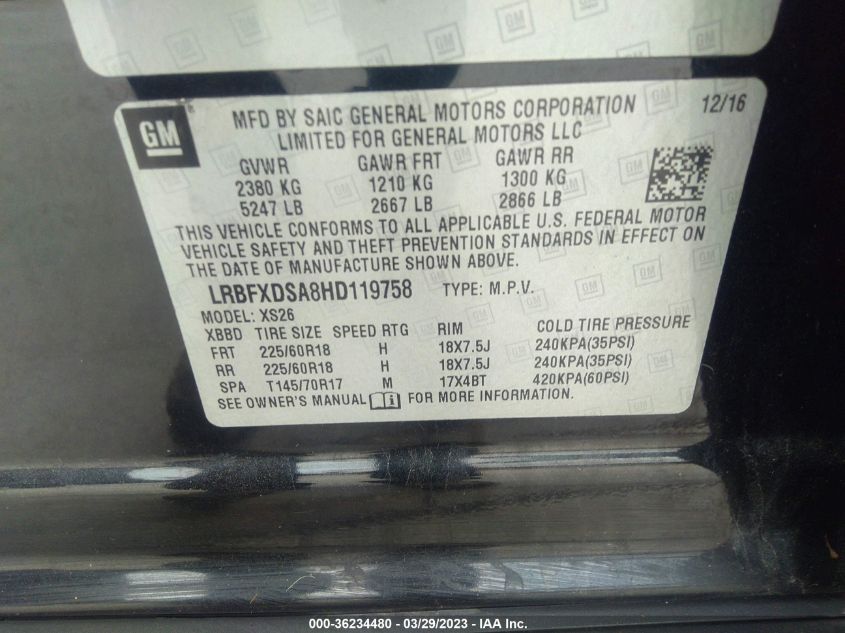 GM
MFD BY SAIC GENERAL MOTORS CORPORATION 12/16
LIMITED FOR GENERAL MOTORS LLC
GVWR GAWR FRT GAWR RR
2380 KG 1210 KG 1300 KG
5247 LB 2667 LB 2866 LB
THIS VEHICLE CONFORMS TO ALL APPLICABLE U.S. FEDERAL MOTOR
VEHICLE SAFETY AND THEFT PREVENTION STANDARDS IN EFFECT ON
THE DATE OF MANUFACTURE SHOWN ABOVE.
LRBFXDSA8HD119758 TYPE: M.P.V.
MODEL: XS26
XBBD TIRE SIZE SPEED RTG RIM COLD TIRE PRESSURE
FRT 225/60R18 H 18X7.5J 240KPA(35PSI)
RR 225/60R18 H 18X7.5J 240KPA(35PSI)
SPA T145/70R17 M 17X4BT 420KPA(60PSI)
SEE OWNER'S MANUAL FOR MORE INFORMATION.
000-36234480 - 03/29/2023 - IAA Inc.